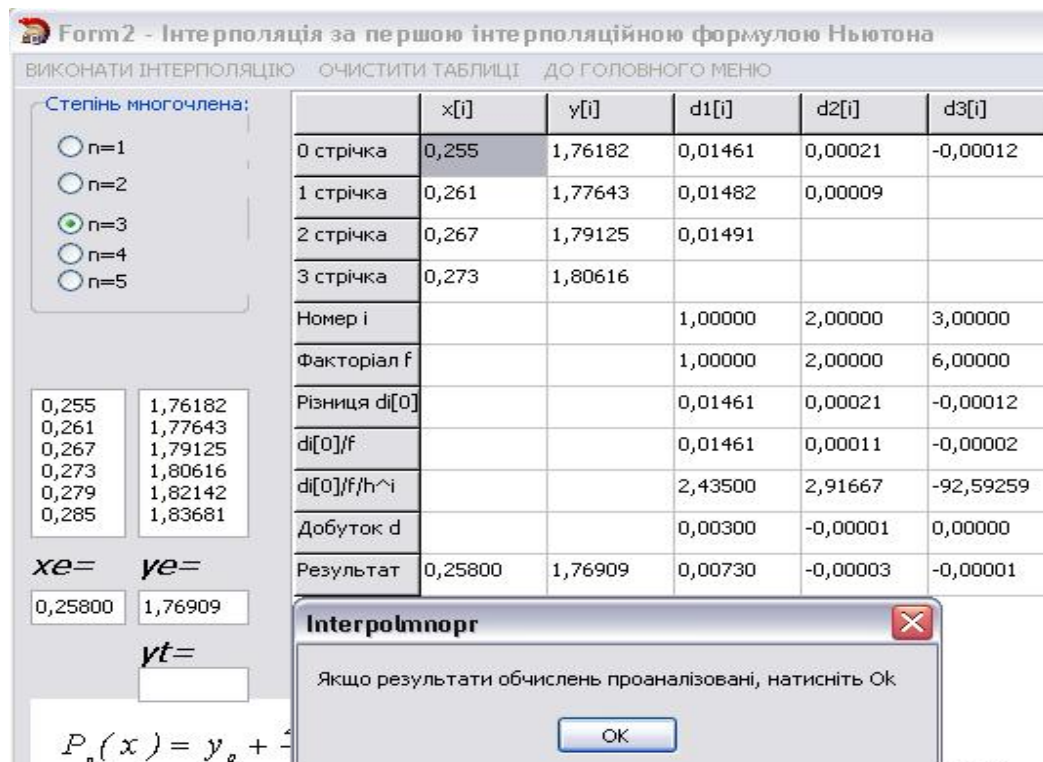 Form2 - Інтерполяція за першою інтерполяційною формулою Ньютона
ВИКОНАТИ ІНТЕРПОЛЯЦІЮ ОЧИСТИТИ ТАБЛИЦІ ДО ГОЛОВНОГО МЕНЮ
Степінь многочлена:
n=1
n=2
n=3
n=4
n=5
x[i] y[i] d1[i] d2[i] d3[i]
0 стрічка 0,255 1,76182 0,01461 0,00021 -0,00012
1 стрічка 0,261 1,77643 0,01482 0,00009
2 стрічка 0,267 1,79125 0,01491
3 стрічка 0,273 1,80616
Номер i 1,00000 2,00000 3,00000
Факторіал f 1,00000 2,00000 6,00000
Різниця di[0] 0,01461 0,00021 -0,00012
di[0]/f 0,01461 0,00011 -0,00002
di[0]/f/h^i 2,43500 2,91667 -92,59259
Добуток d 0,00300 -0,00001 0,00000
Результат 0,25800 1,76909 0,00730 -0,00003 -0,00001
0,255 1,76182
0,261 1,77643
0,267 1,79125
0,273 1,80616
0,279 1,82142
0,285 1,83681
xe= ye=
0,25800 1,76909
yt=
Interpolmnopr
Якщо результати обчислень проаналізовані, натисніть Ok
OK
Pₙ(x) = y₀ +